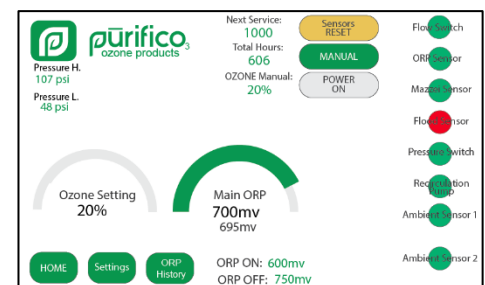 pūrifico3
ozone products
Pressure H.
107 psi
Pressure L.
48 psi
Next Service:
1000
Total Hours:
606
OZONE Manual:
20%
Sensors
RESET
MANUAL
POWER
ON
Flow Switch
ORP Sensor
Mazzei Sensor
Flood Sensor
Pressure Switch
Recirculation
Pump
Ambient Sensor 1
Ambient Sensor 2
Ozone Setting
20%
Main ORP
700mv
695mv
HOME
Settings
ORP
History
ORP ON: 600mv
ORP OFF: 750mv